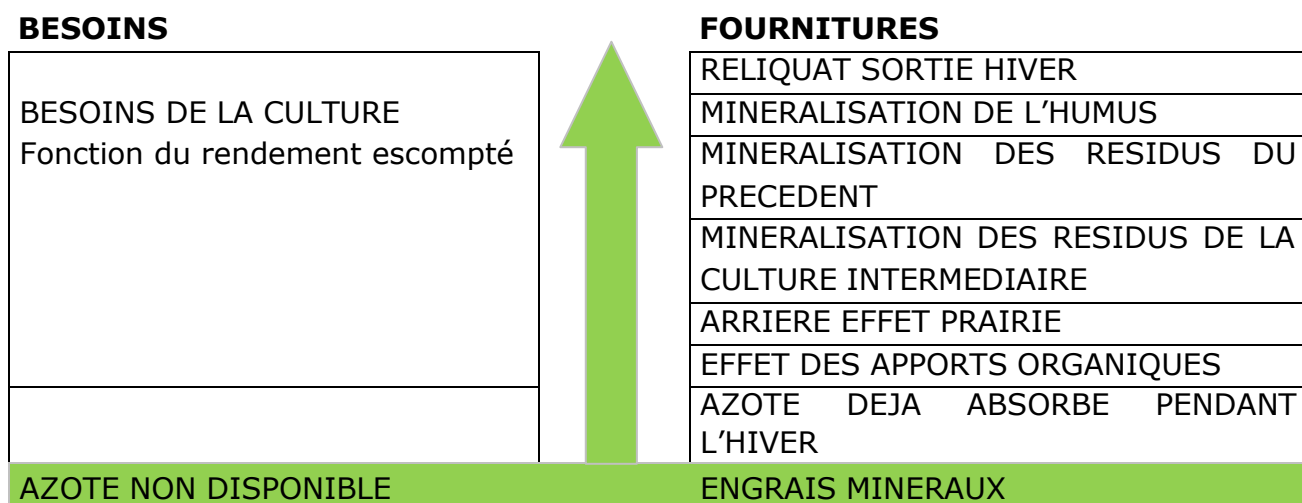 BESOINS
BESOINS DE LA CULTURE
Fonction du rendement escompté
AZOTE NON DISPONIBLE
FOURNITURES
RELIQUAT SORTIE HIVER
MINERALISATION DE L’HUMUS
MINERALISATION DES RESIDUS DU
PRECEDENT
MINERALISATION DES RESIDUS DE LA
CULTURE INTERMEDIAIRE
ARRIERE EFFET PRAIRIE
EFFET DES APPORTS ORGANIQUES
AZOTE DEJA ABSORBE PENDANT
L’HIVER
ENGRAIS MINERAUX